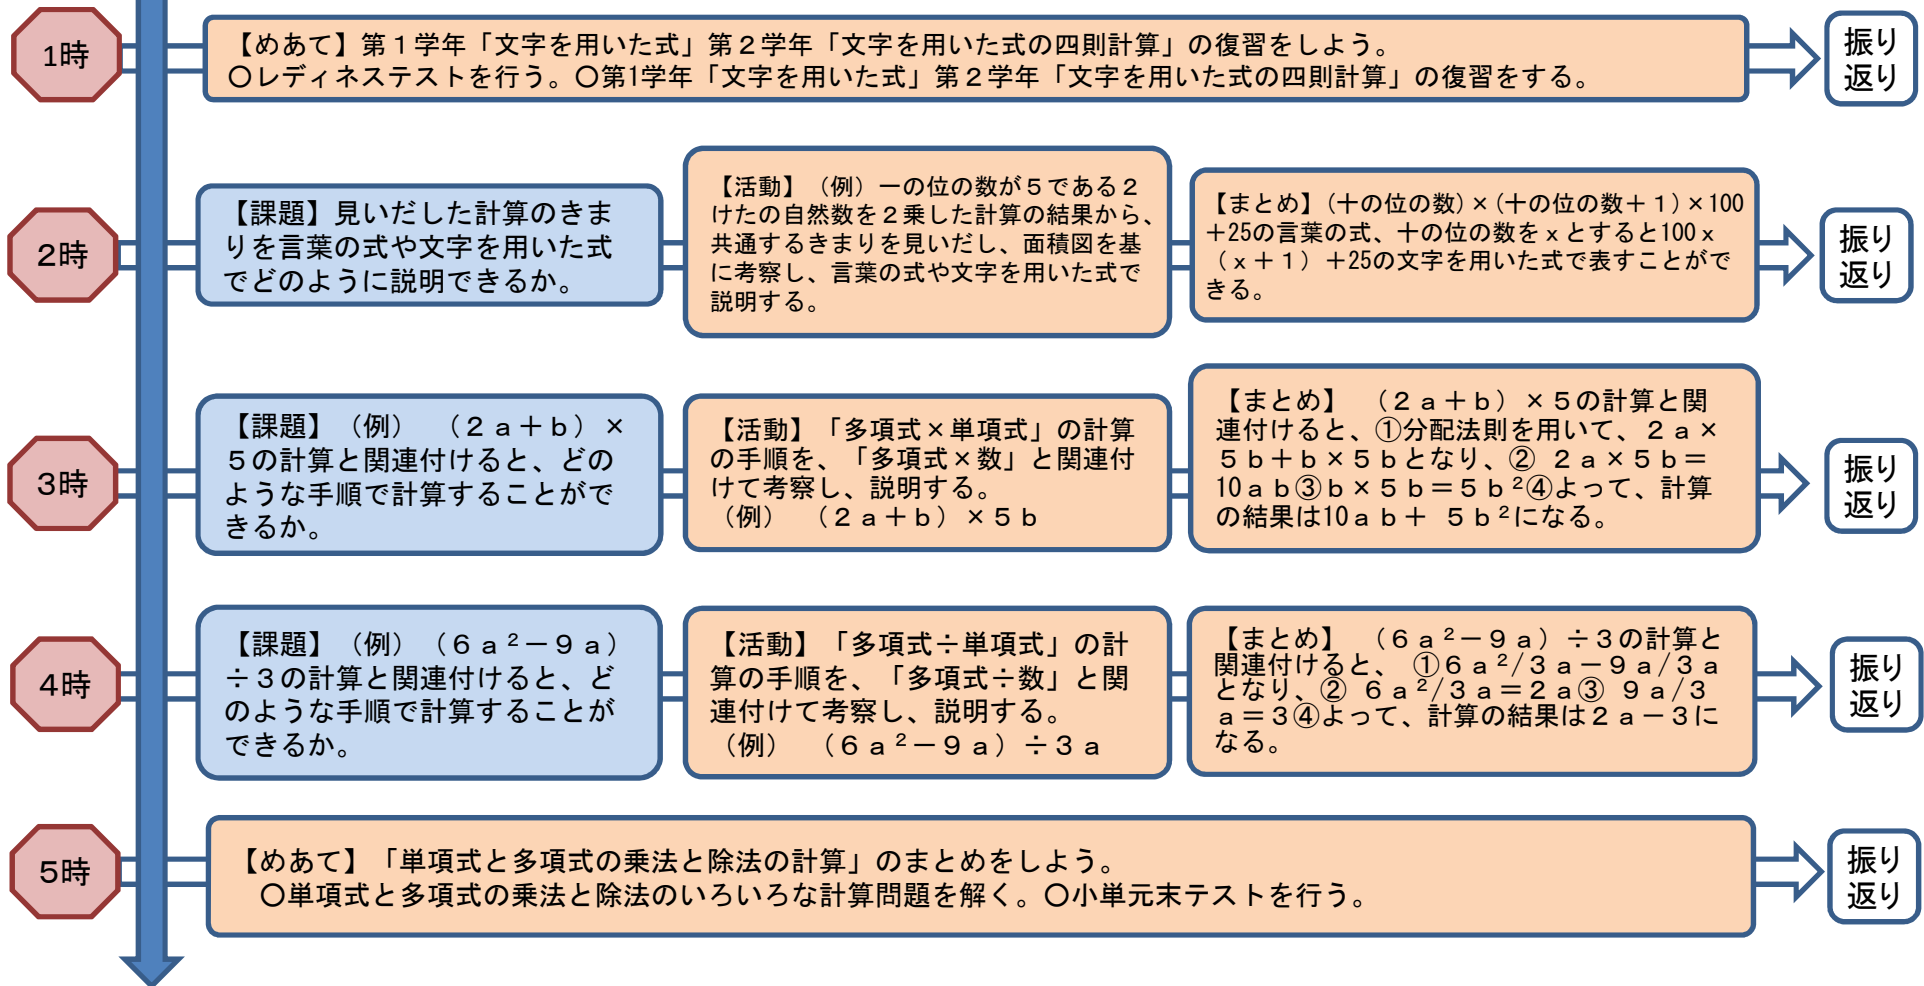 1時
【めあて】第１学年「文字を用いた式」第２学年「文字を用いた式の四則計算」の復習をしよう。
〇レディネステストを行う。〇第1学年「文字を用いた式」第２学年「文字を用いた式の四則計算」の復習をする。
振り
返り
2時
【課題】見いだした計算のきま
りを言葉の式や文字を用いた式
でどのように説明できるか。
【活動】（例）一の位の数が５である２
けたの自然数を２乗した計算の結果から、
共通するきまりを見いだし、面積図を基
に考察し、言葉の式や文字を用いた式で
説明する。
【まとめ】(十の位の数)×(十の位の数＋１)×100
＋25の言葉の式、十の位の数をｘとすると100ｘ
（ｘ＋１）＋25の文字を用いた式で表すことがで
きる。
振り
返り
3時
【課題】（例）　（２ａ＋ｂ）×
５の計算と関連付けると、どの
ような手順で計算することがで
きるか。
【活動】「多項式×単項式」の計算
の手順を、「多項式×数」と関連付
けて考察し、説明する。
（例）　（２ａ＋ｂ）×５ｂ
【まとめ】　（２ａ＋ｂ）×５の計算と関
連付けると、①分配法則を用いて、２ａ×
５ｂ＋ｂ×５ｂとなり、② ２ａ×５ｂ＝
10ａｂ③ｂ×５ｂ＝５ｂ²④よって、計算
の結果は10ａｂ＋ ５ｂ²になる。
振り
返り
4時
【課題】（例）（６ａ²－９ａ）
÷３の計算と関連付けると、ど
のような手順で計算することが
できるか。
【活動】「多項式÷単項式」の計
算の手順を、「多項式÷数」と関
連付けて考察し、説明する。
（例）　（６ａ²－９ａ）÷３ａ
【まとめ】　（６ａ²－９ａ）÷３の計算と
関連付けると、 ①６ａ²/３ａ－９ａ/３ａ
となり、② ６ａ²/３ａ＝２ａ③ ９ａ/３
ａ＝３④よって、計算の結果は２ａ－３に
なる。
振り
返り
5時
【めあて】「単項式と多項式の乗法と除法の計算」のまとめをしよう。
〇単項式と多項式の乗法と除法のいろいろな計算問題を解く。〇小単元末テストを行う。
振り
返り